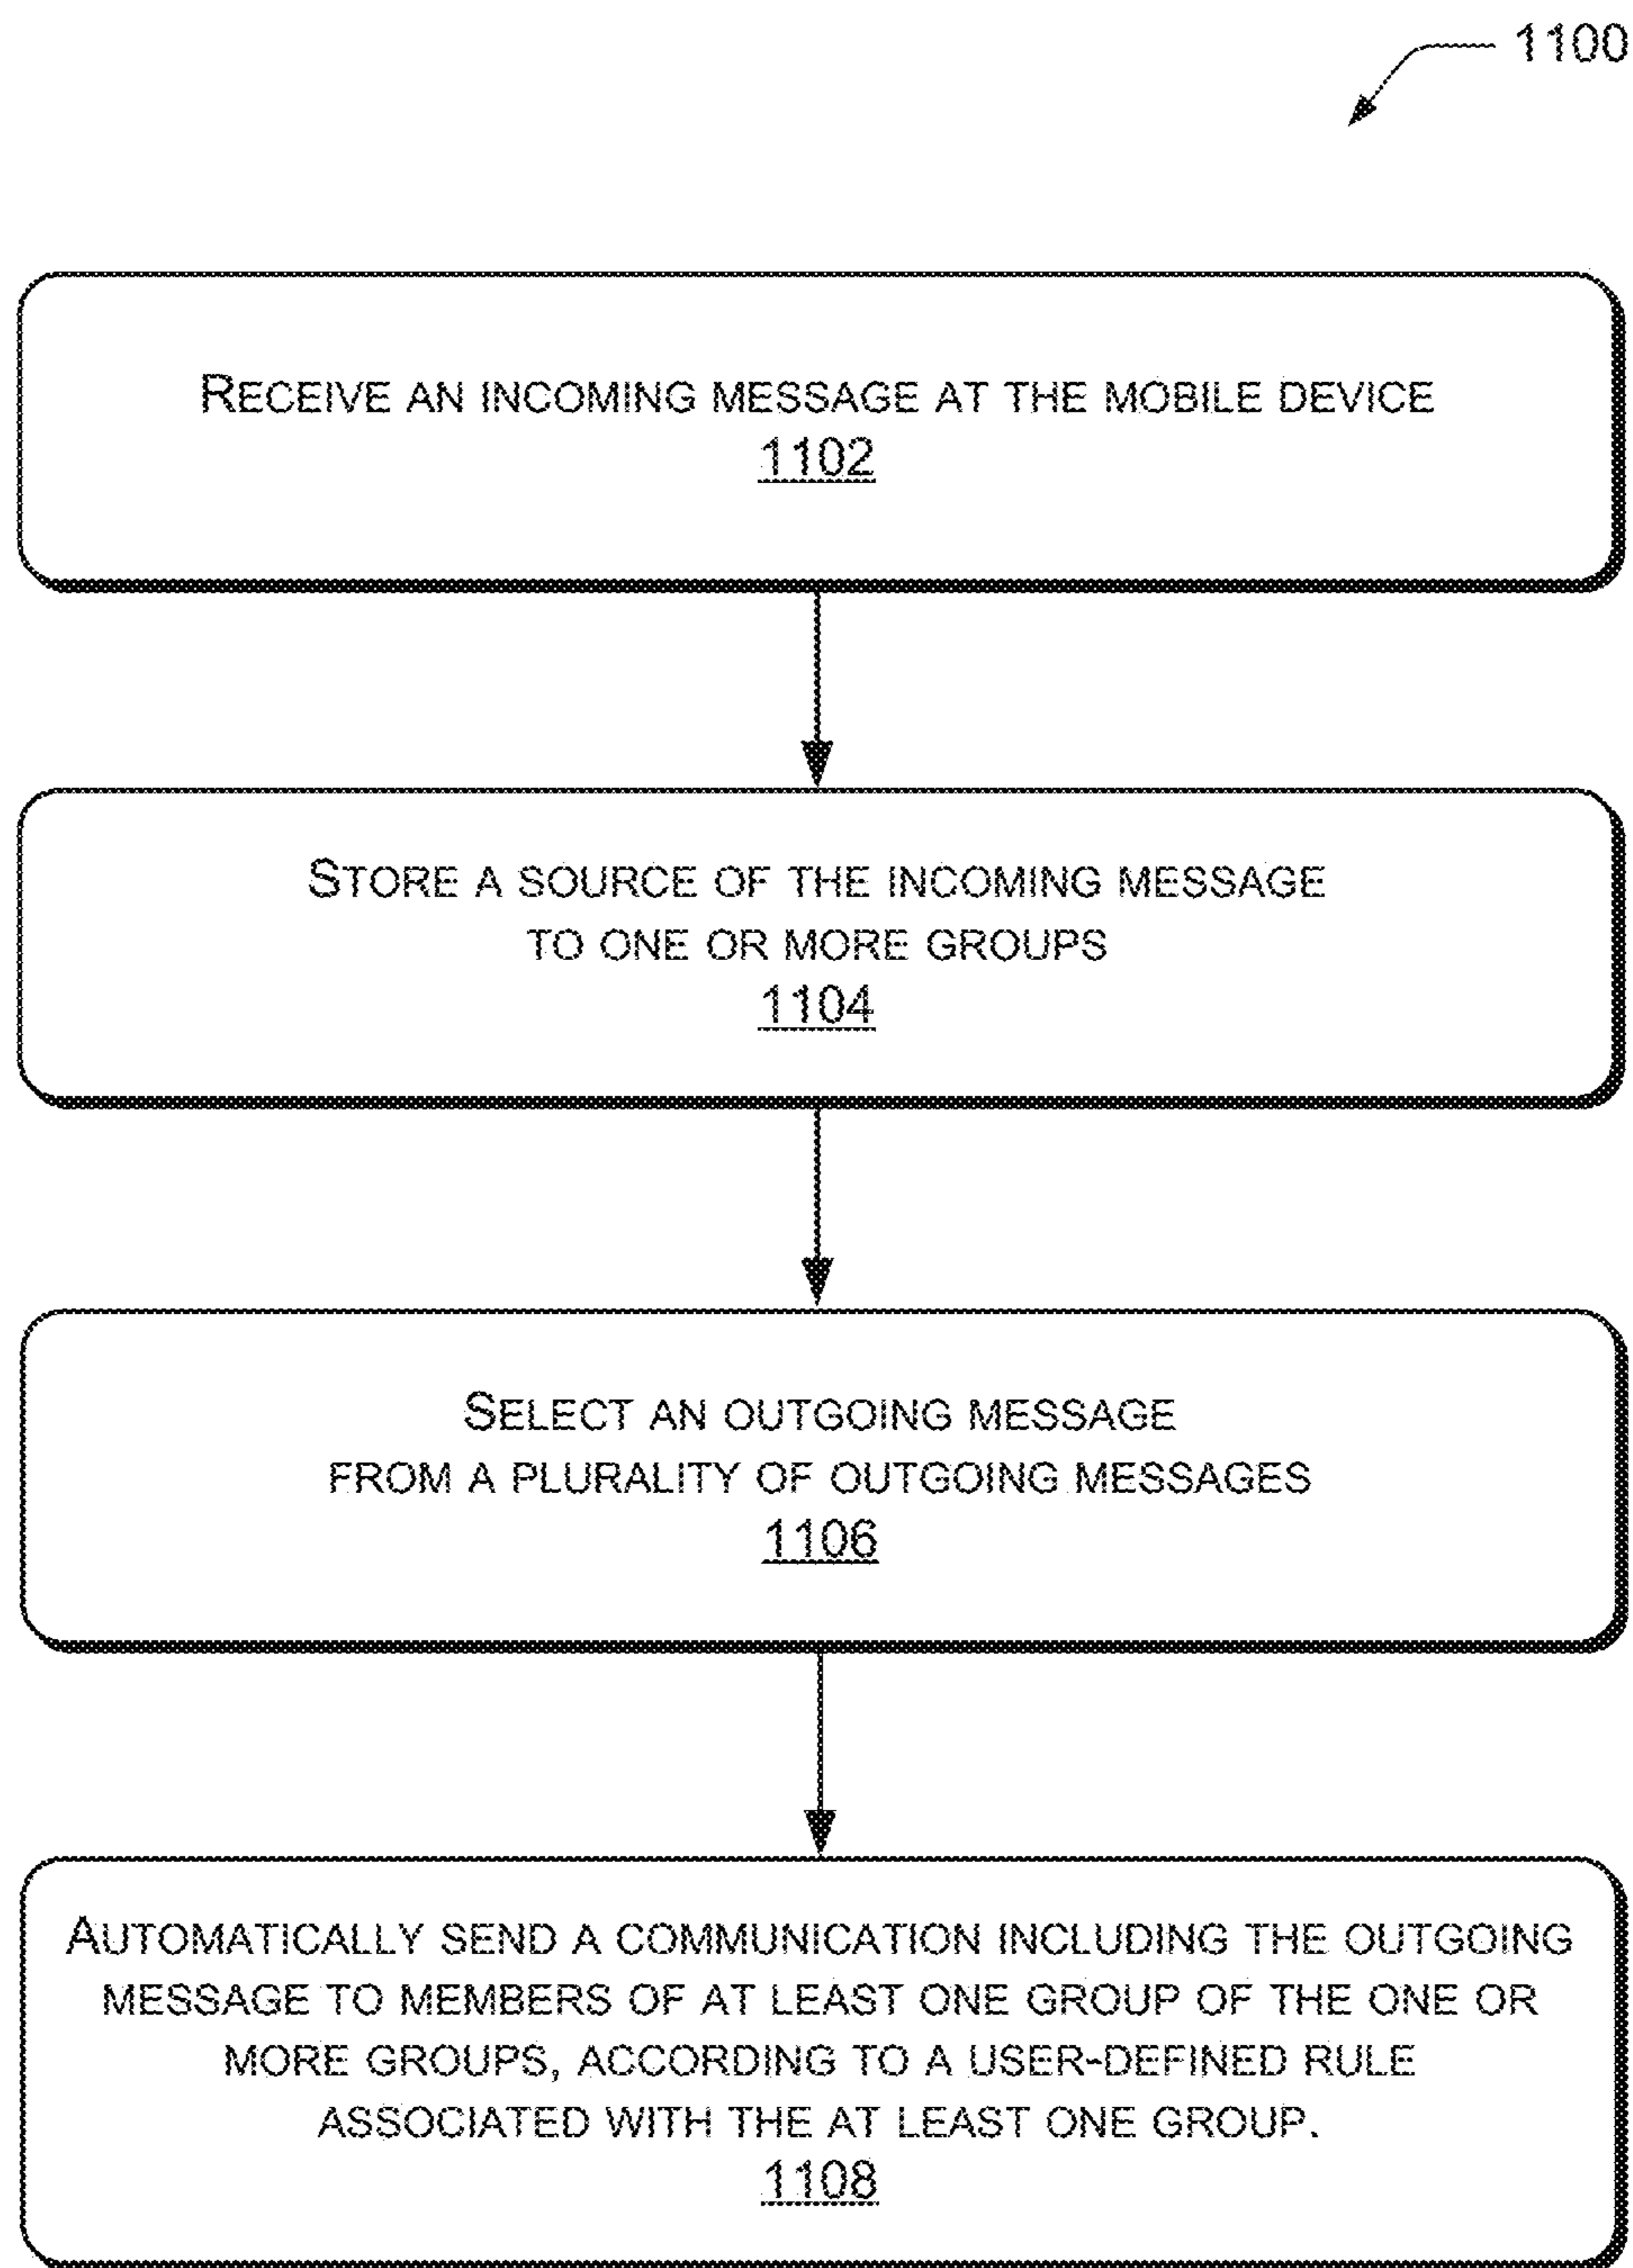 1100
RECEIVE AN INCOMING MESSAGE AT THE MOBILE DEVICE
1102
STORE A SOURCE OF THE INCOMING MESSAGE
TO ONE OR MORE GROUPS
1104
SELECT AN OUTGOING MESSAGE
FROM A PLURALITY OF OUTGOING MESSAGES
1106
AUTOMATICALLY SEND A COMMUNICATION INCLUDING THE OUTGOING
MESSAGE TO MEMBERS OF AT LEAST ONE GROUP OF THE ONE OR
MORE GROUPS, ACCORDING TO A USER-DEFINED RULE
ASSOCIATED WITH THE AT LEAST ONE GROUP.
1108